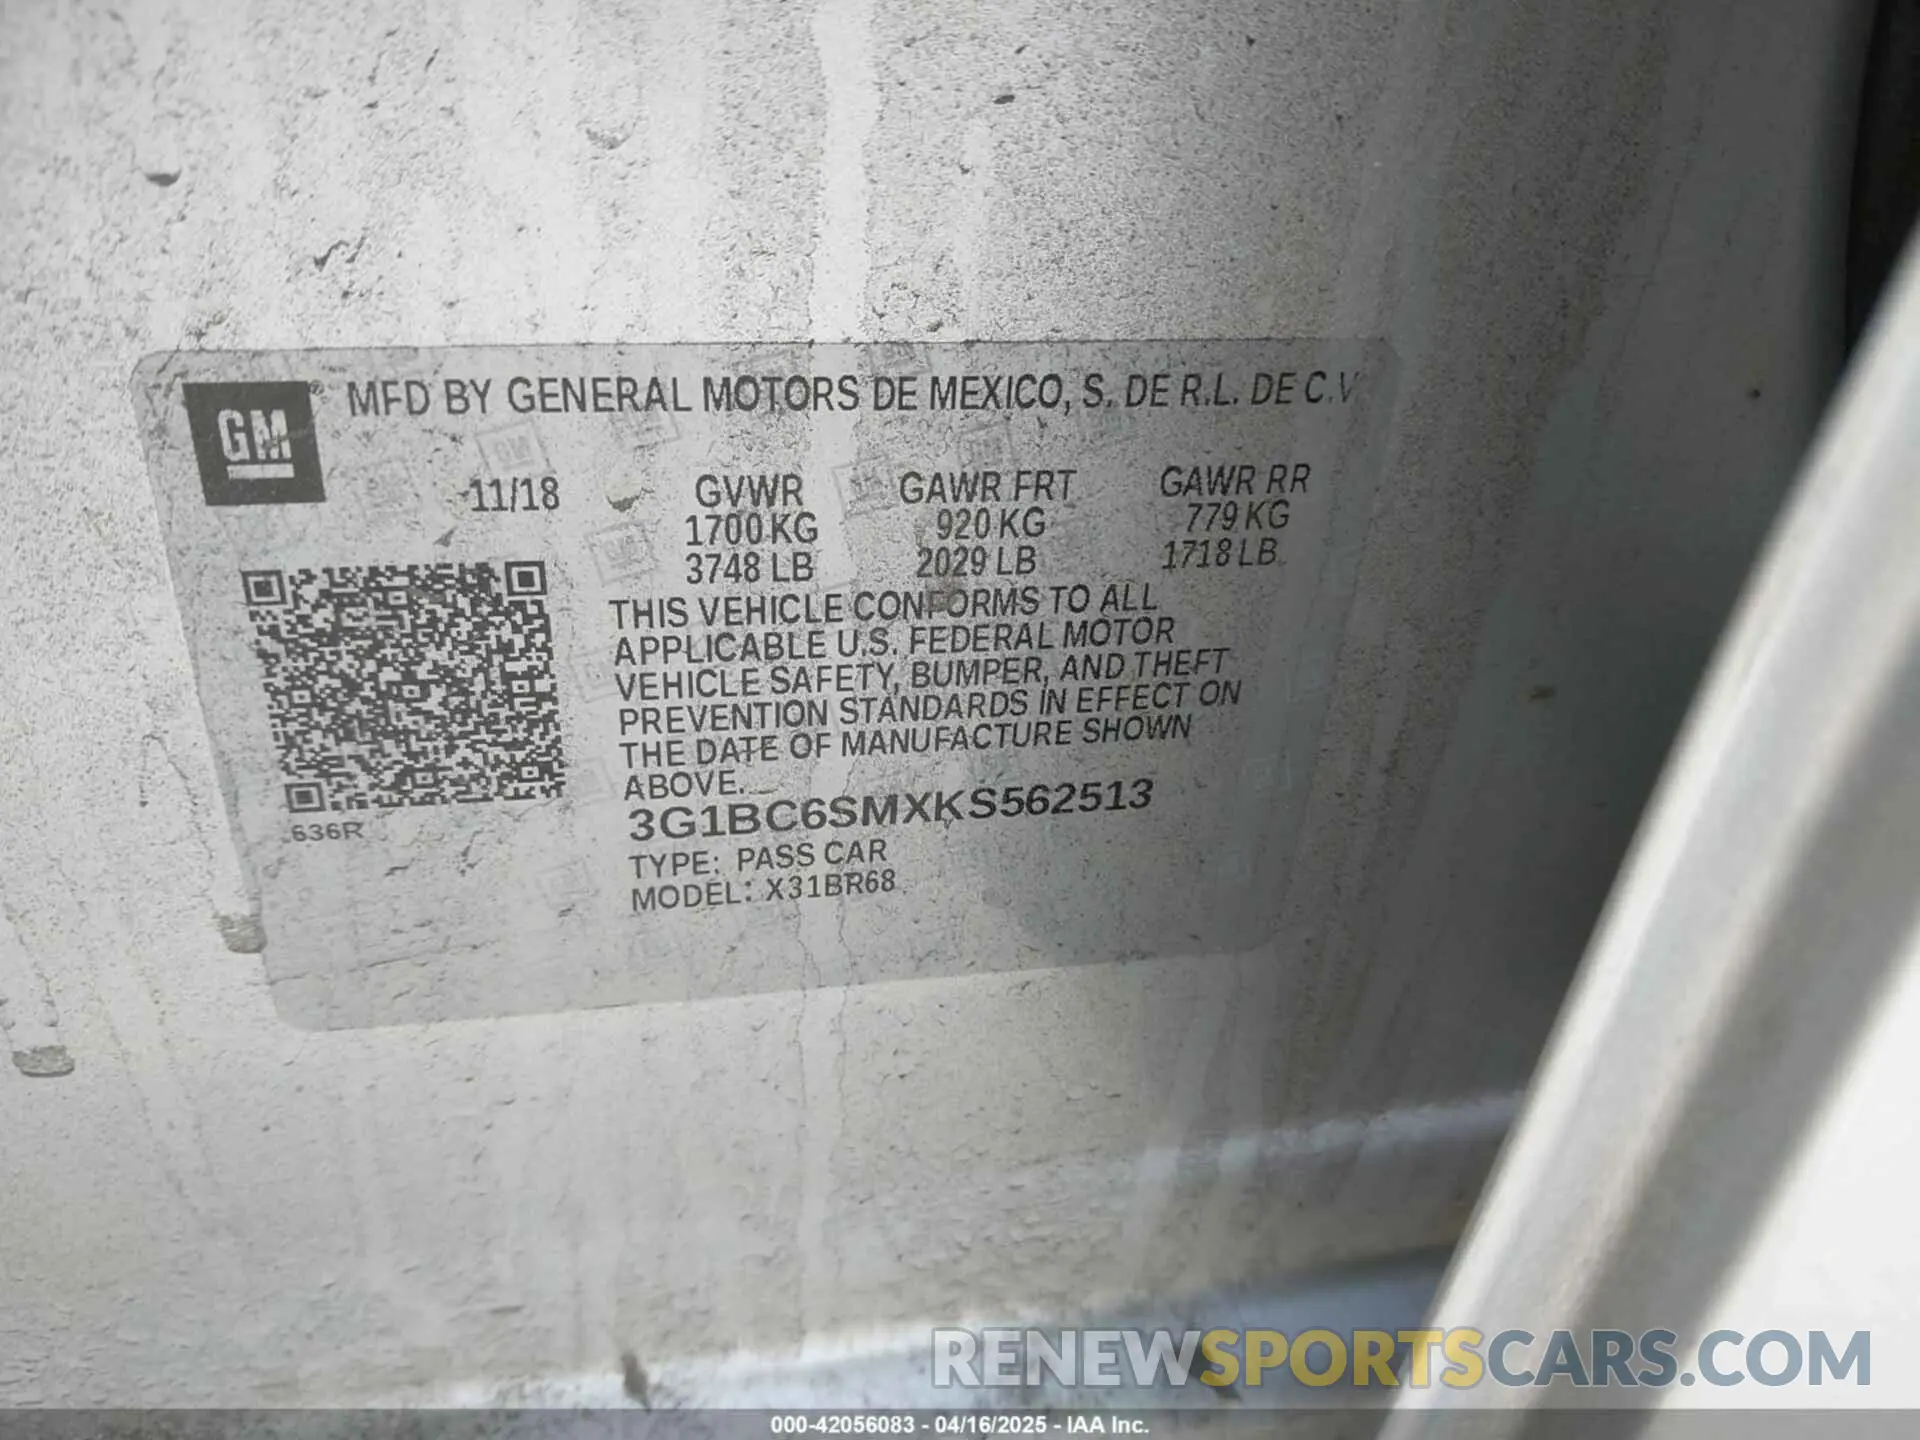 GM® MFD BY GENERAL MOTORS DE MEXICO, S. DE R.L. DE C.V
11/18 GVWR GAWR FRT GAWR RR
1700 KG 920 KG 779 KG
3748 LB 2029 LB 1718 LB
THIS VEHICLE CONFORMS TO ALL
APPLICABLE U.S. FEDERAL MOTOR
VEHICLE SAFETY, BUMPER, AND THEFT
PREVENTION STANDARDS IN EFFECT ON
THE DATE OF MANUFACTURE SHOWN
ABOVE.
3G1BC6SMXKS562513
636R
TYPE: PASS CAR
MODEL: X31BR68
RENEWSPORTSCARS.COM
000-42056083 - 04/16/2025 - IAA Inc.